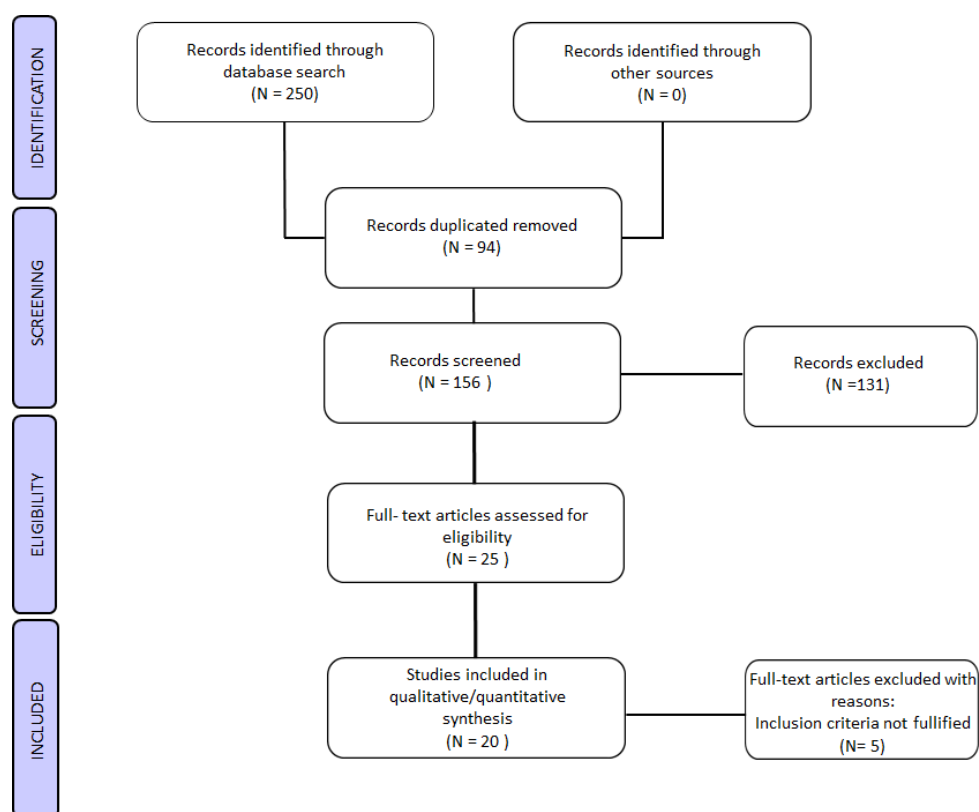 IDENTIFICATION
Records identified through
database search
(N = 250)
Records identified through
other sources
(N = 0)
Records duplicated removed
(N = 94)
SCREENING
Records screened
(N = 156 )
Records excluded
(N =131)
ELIGIBILITY
Full- text articles assessed for
eligibility
(N = 25 )
INCLUDED
Studies included in
qualitative/quantitative
synthesis
(N = 20 )
Full-text articles excluded with
reasons:
Inclusion criteria not fullified
(N= 5)